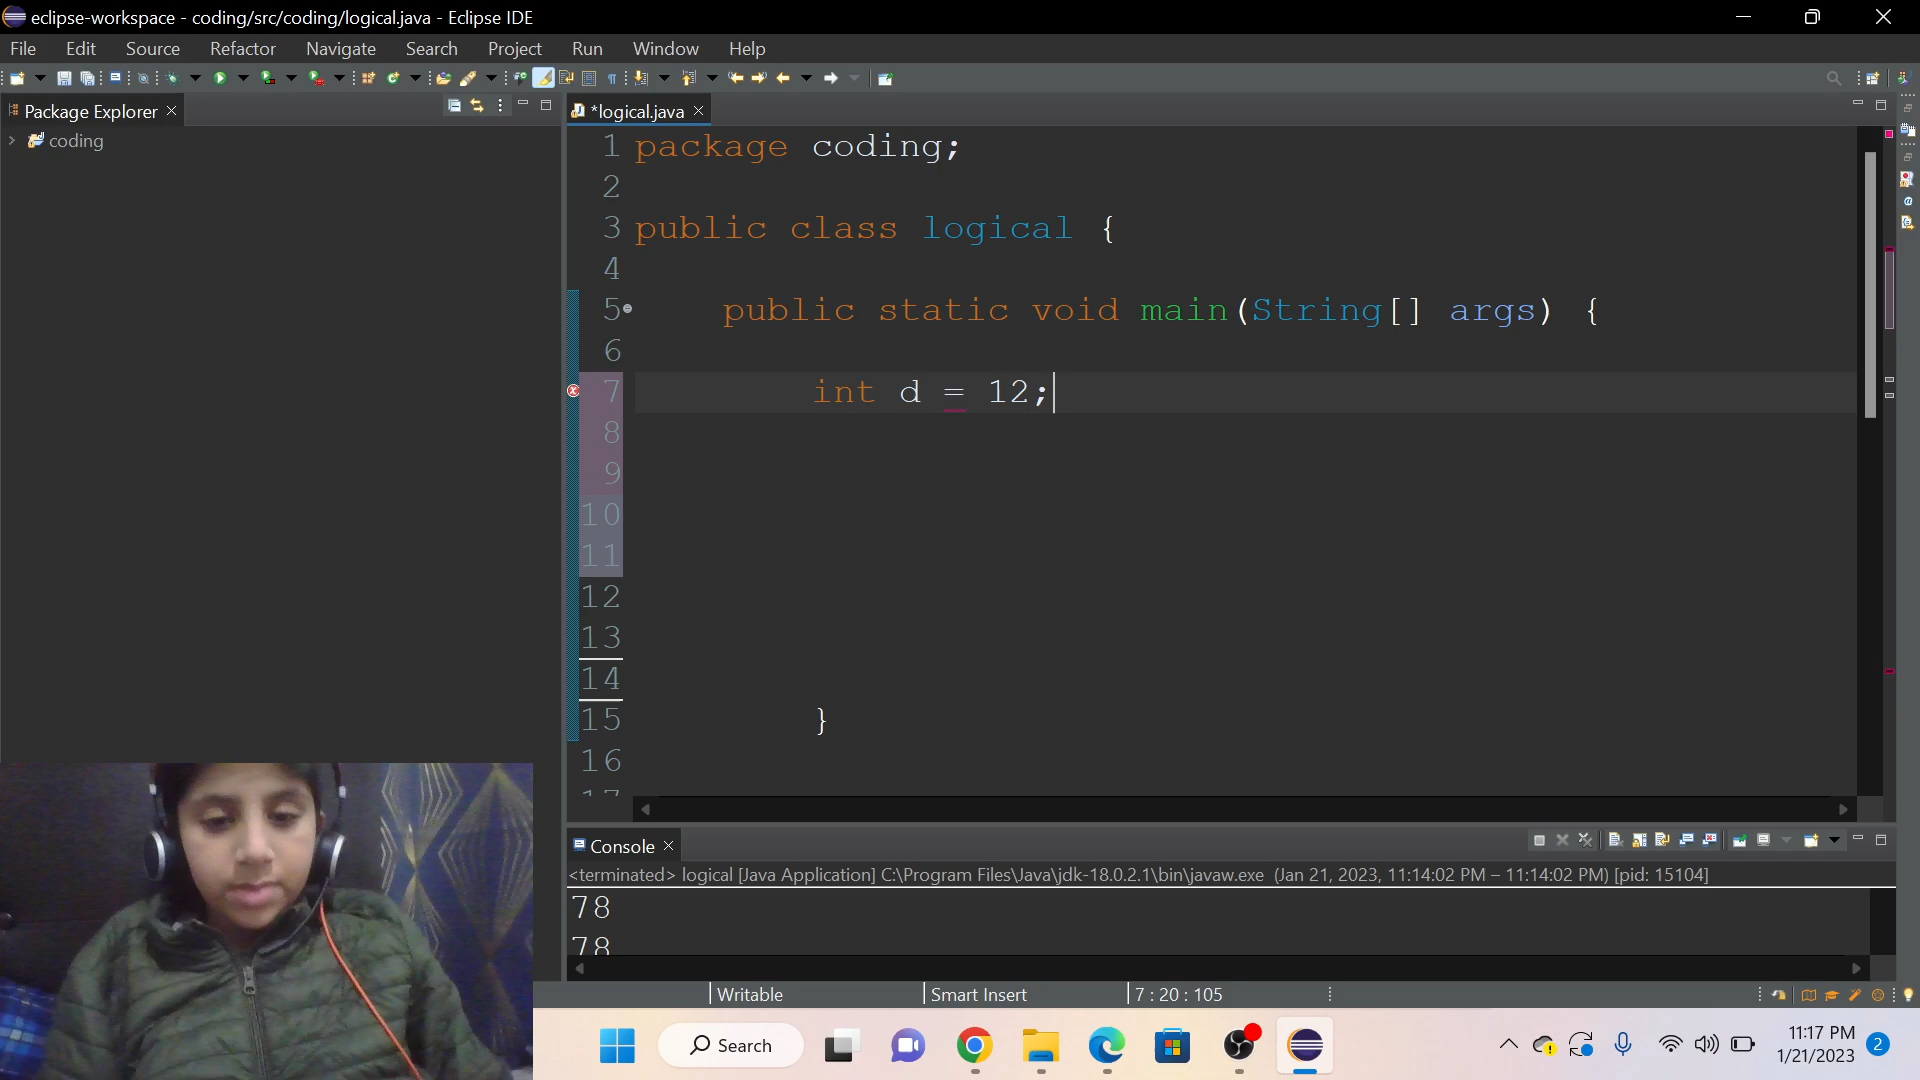 eclipse-workspace - coding/src/coding/logical.java - Eclipse IDE
File Edit Source Refactor Navigate Search Project Run Window Help
Package Explorer
*logical.java
coding
1 package coding;
2
3 public class logical {
4
5 public static void main(String[] args) {
6
7 int d = 12;
8
9
10
11
12
13
14
15 }
16
17
Console
<terminated> logical [Java Application] C:\Program Files\Java\jdk-18.0.2.1\bin\javaw.exe (Jan 21, 2023, 11:14:02 PM – 11:14:02 PM) [pid: 15104]
78
78
Writable Smart Insert 7 : 20 : 105
Search
11:17 PM
1/21/2023
2